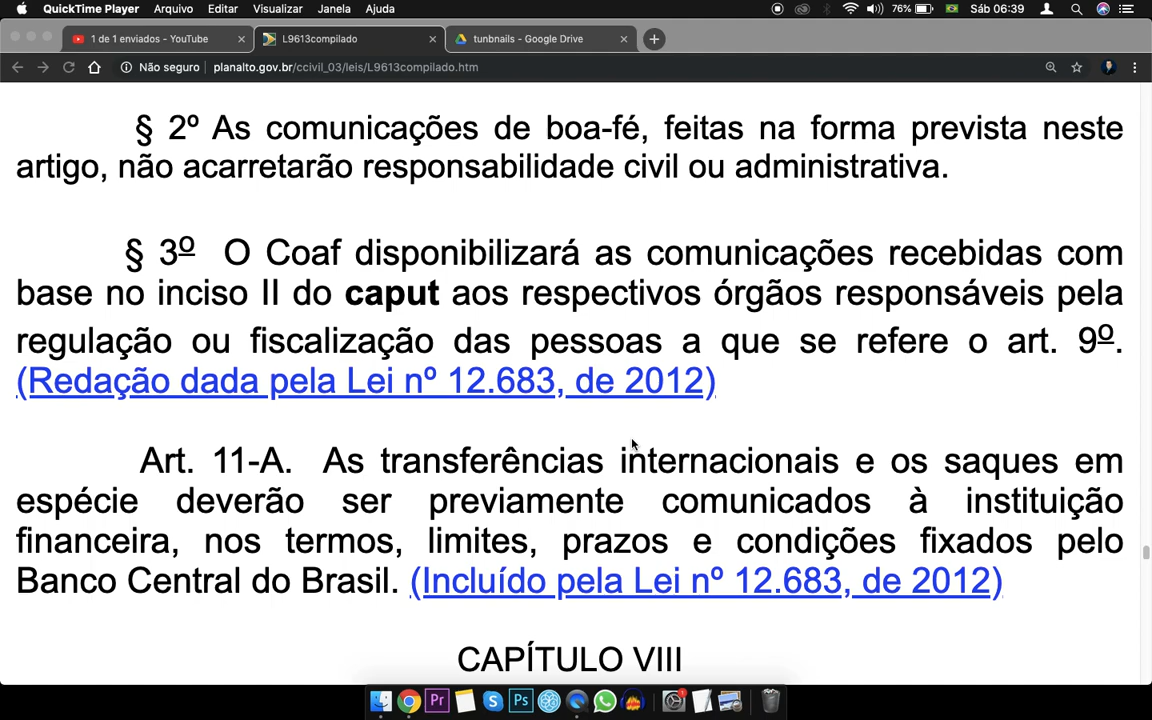 QuickTime Player Arquivo Editar Visualizar Janela Ajuda 76% Sáb 06:39
1 de 1 enviados - YouTube × L9613compilado × tunbnails - Google Drive × +
Não seguro planalto.gov.br/ccivil_03/leis/L9613compilado.htm
§ 2º As comunicações de boa-fé, feitas na forma prevista neste
artigo, não acarretarão responsabilidade civil ou administrativa.
§ 3º O Coaf disponibilizará as comunicações recebidas com
base no inciso II do caput aos respectivos órgãos responsáveis pela
regulação ou fiscalização das pessoas a que se refere o art. 9º.
(Redação dada pela Lei nº 12.683, de 2012)
Art. 11-A. As transferências internacionais e os saques em
espécie deverão ser previamente comunicados à instituição
financeira, nos termos, limites, prazos e condições fixados pelo
Banco Central do Brasil. (Incluído pela Lei nº 12.683, de 2012)
CAPÍTULO VIII
Pr Ps